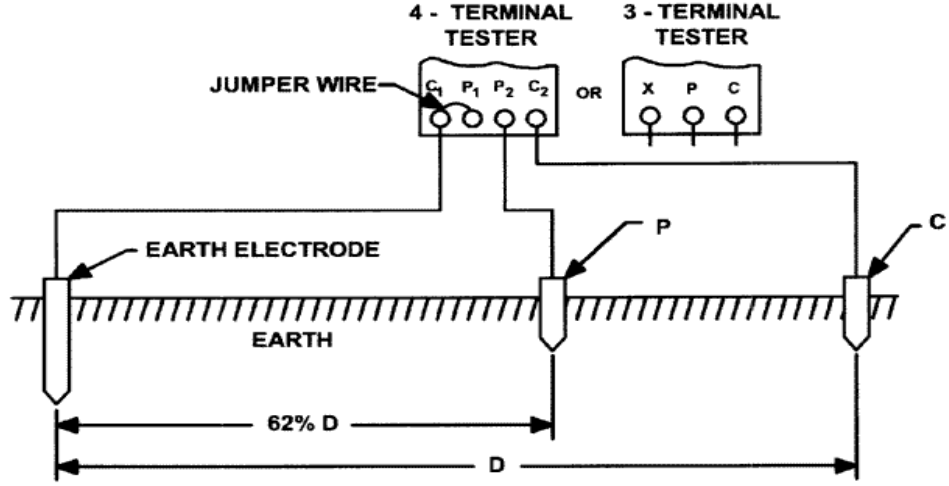 4 - TERMINAL
TESTER
3 - TERMINAL
TESTER
JUMPER WIRE
C1 P1 P2 C2
OR
X P C
EARTH ELECTRODE
P
C
EARTH
62% D
D